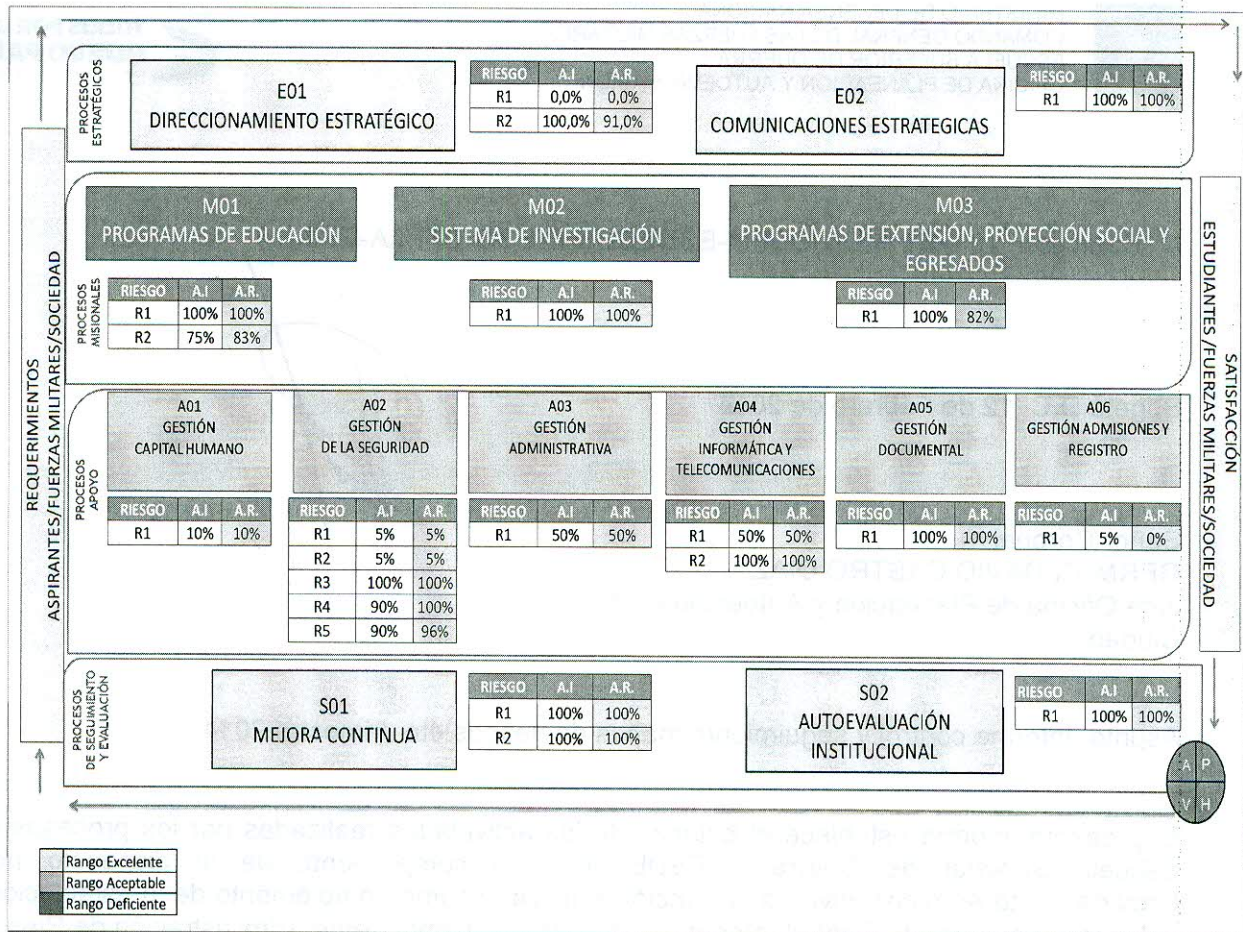 PROCESOS
ESTRATÉGICOS
E01
DIRECCIONAMIENTO ESTRATÉGICO
RIESGO A.I A.R.
R1 0,0% 0,0%
R2 100,0% 91,0%
E02
COMUNICACIONES ESTRATEGICAS
RIESGO A.I A.R.
R1 100% 100%
REQUERIMIENTOS
ASPIRANTES/FUERZAS MILITARES/SOCIEDAD
PROCESOS
MISIONALES
M01
PROGRAMAS DE EDUCACIÓN
RIESGO A.I A.R.
R1 100% 100%
R2 75% 83%
M02
SISTEMA DE INVESTIGACIÓN
RIESGO A.I A.R.
R1 100% 100%
M03
PROGRAMAS DE EXTENSIÓN, PROYECCIÓN SOCIAL Y
EGRESADOS
RIESGO A.I A.R.
R1 100% 82%
SATISFACCIÓN
ESTUDIANTES /FUERZAS MILITARES/SOCIEDAD
PROCESOS
APOYO
A01
GESTIÓN
CAPITAL HUMANO
RIESGO A.I A.R.
R1 10% 10%
A02
GESTIÓN
DE LA SEGURIDAD
RIESGO A.I A.R.
R1 5% 5%
R2 5% 5%
R3 100% 100%
R4 90% 100%
R5 90% 96%
A03
GESTIÓN
ADMINISTRATIVA
RIESGO A.I A.R.
R1 50% 50%
A04
GESTIÓN
INFORMÁTICA Y
TELECOMUNICACIONES
RIESGO A.I A.R.
R1 50% 50%
R2 100% 100%
A05
GESTIÓN
DOCUMENTAL
RIESGO A.I A.R.
R1 100% 100%
A06
GESTIÓN ADMISIONES Y
REGISTRO
RIESGO A.I A.R.
R1 5% 0%
PROCESOS
DE SEGUIMIENTO
Y EVALUACIÓN
S01
MEJORA CONTINUA
RIESGO A.I A.R.
R1 100% 100%
R2 100% 100%
S02
AUTOEVALUACIÓN
INSTITUCIONAL
RIESGO A.I A.R.
R1 100% 100%
A P
V H
Rango Excelente
Rango Aceptable
Rango Deficiente